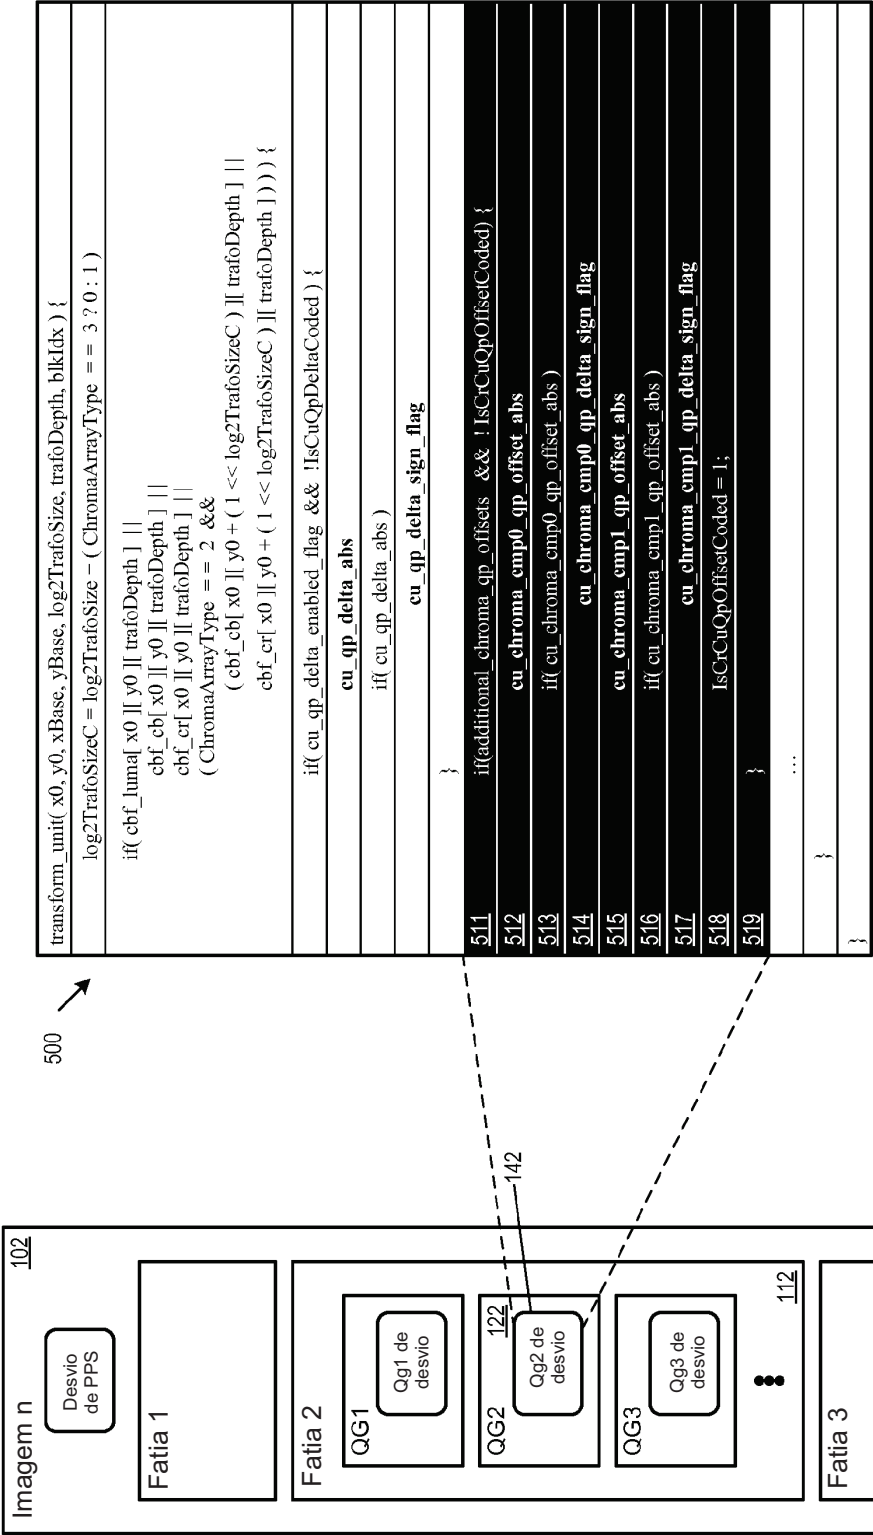 Imagem n
102
Desvio
de PPS
Fatia 1
Fatia 2
QG1
Qg1 de
desvio
QG2
122
Qg2 de
desvio
142
QG3
Qg3 de
desvio
112
Fatia 3
500
transform_unit( x0, y0, xBase, yBase, log2TrafoSize, trafoDepth, blkIdx ) {
log2TrafoSizeC = log2TrafoSize − ( ChromaArrayType = = 3 ? 0 : 1 )
if( cbf_luma[ x0 ][ y0 ][ trafoDepth ] | |
cbf_cb[ x0 ][ y0 ][ trafoDepth ] | |
cbf_cr[ x0 ][ y0 ][ trafoDepth ] | |
( ChromaArrayType = = 2 &&
( cbf_cb[ x0 ][ y0 + ( 1 << log2TrafoSizeC ) ][ trafoDepth ] | |
cbf_cr[ x0 ][ y0 + ( 1 << log2TrafoSizeC ) ][ trafoDepth ] ) ) ) {
if( cu_qp_delta_enabled_flag && !IsCuQpDeltaCoded ) {
cu_qp_delta_abs
if( cu_qp_delta_abs )
cu_qp_delta_sign_flag
}
511 if(additional_chroma_qp_offsets && ! IsCrCuQpOffsetCoded) {
512 cu_chroma_cmp0_qp_offset_abs
513 if( cu_chroma_cmp0_qp_offset_abs )
514 cu_chroma_cmp0_qp_delta_sign_flag
515 cu_chroma_cmp1_qp_offset_abs
516 if( cu_chroma_cmp1_qp_offset_abs )
517 cu_chroma_cmp1_qp_delta_sign_flag
518 IsCrCuQpOffsetCoded = 1;
519 }
…
}
}